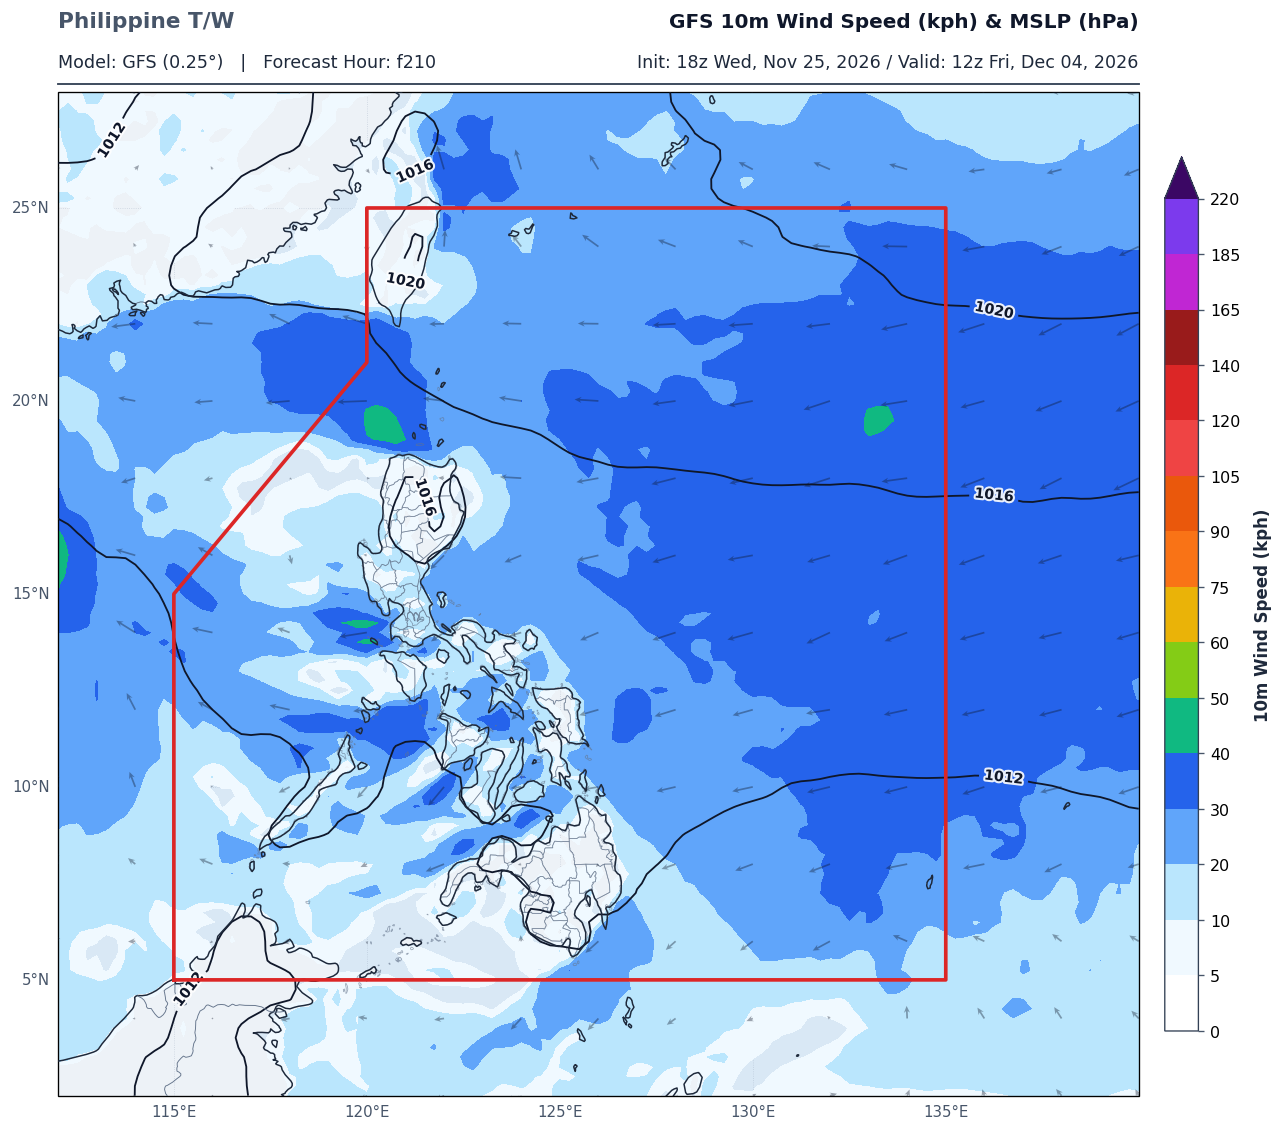 Philippine T/W
GFS 10m Wind Speed (kph) & MSLP (hPa)
Model: GFS (0.25°) | Forecast Hour: f210
Init: 18z Wed, Nov 25, 2026 / Valid: 12z Fri, Dec 04, 2026
1012
1016
1020
1020
1016
1016
1012
1012
25°N
20°N
15°N
10°N
5°N
115°E
120°E
125°E
130°E
135°E
220
185
165
140
120
105
90
75
60
50
40
30
20
10
5
0
10m Wind Speed (kph)